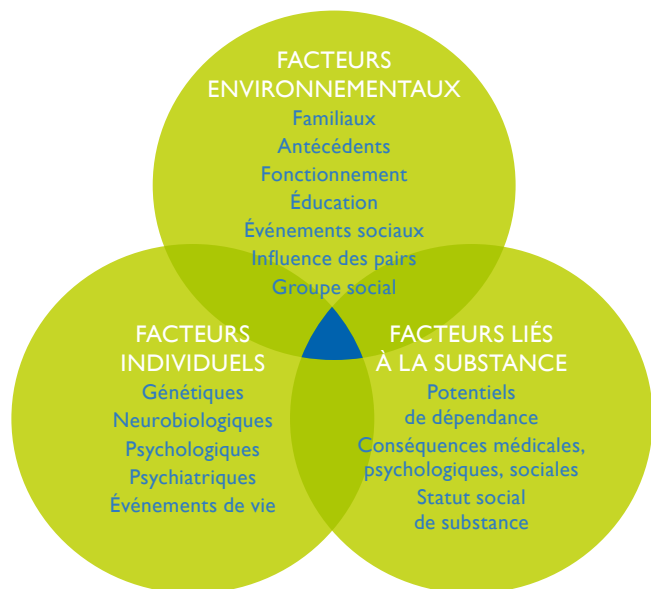 FACTEURS
ENVIRONNEMENTAUX
Familiaux
Antécédents
Fonctionnement
Éducation
Événements sociaux
Influence des pairs
Groupe social
FACTEURS
INDIVIDUELS
Génétiques
Neurobiologiques
Psychologiques
Psychiatriques
Événements de vie
FACTEURS LIÉS
À LA SUBSTANCE
Potentiels
de dépendance
Conséquences médicales,
psychologiques, sociales
Statut social
de substance